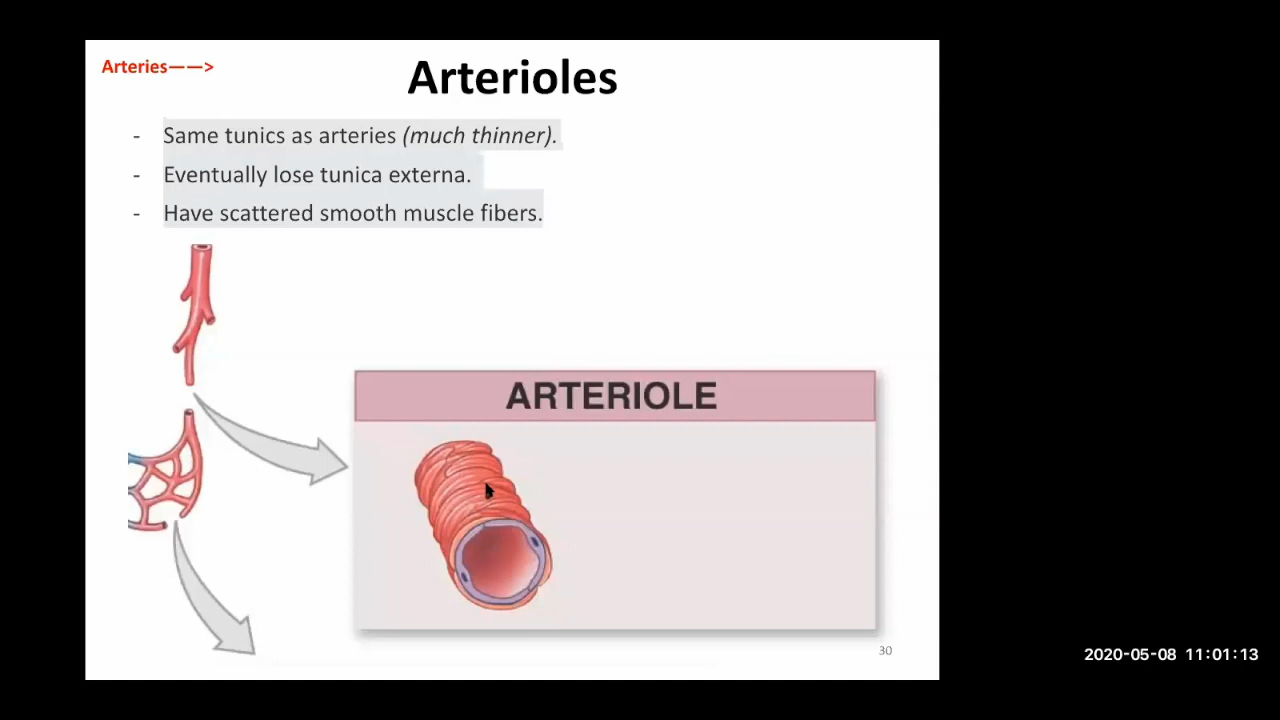 Arteries——>
Arterioles
- Same tunics as arteries (much thinner).
- Eventually lose tunica externa.
- Have scattered smooth muscle fibers.
ARTERIOLE
30
2020-05-08 11:01:13